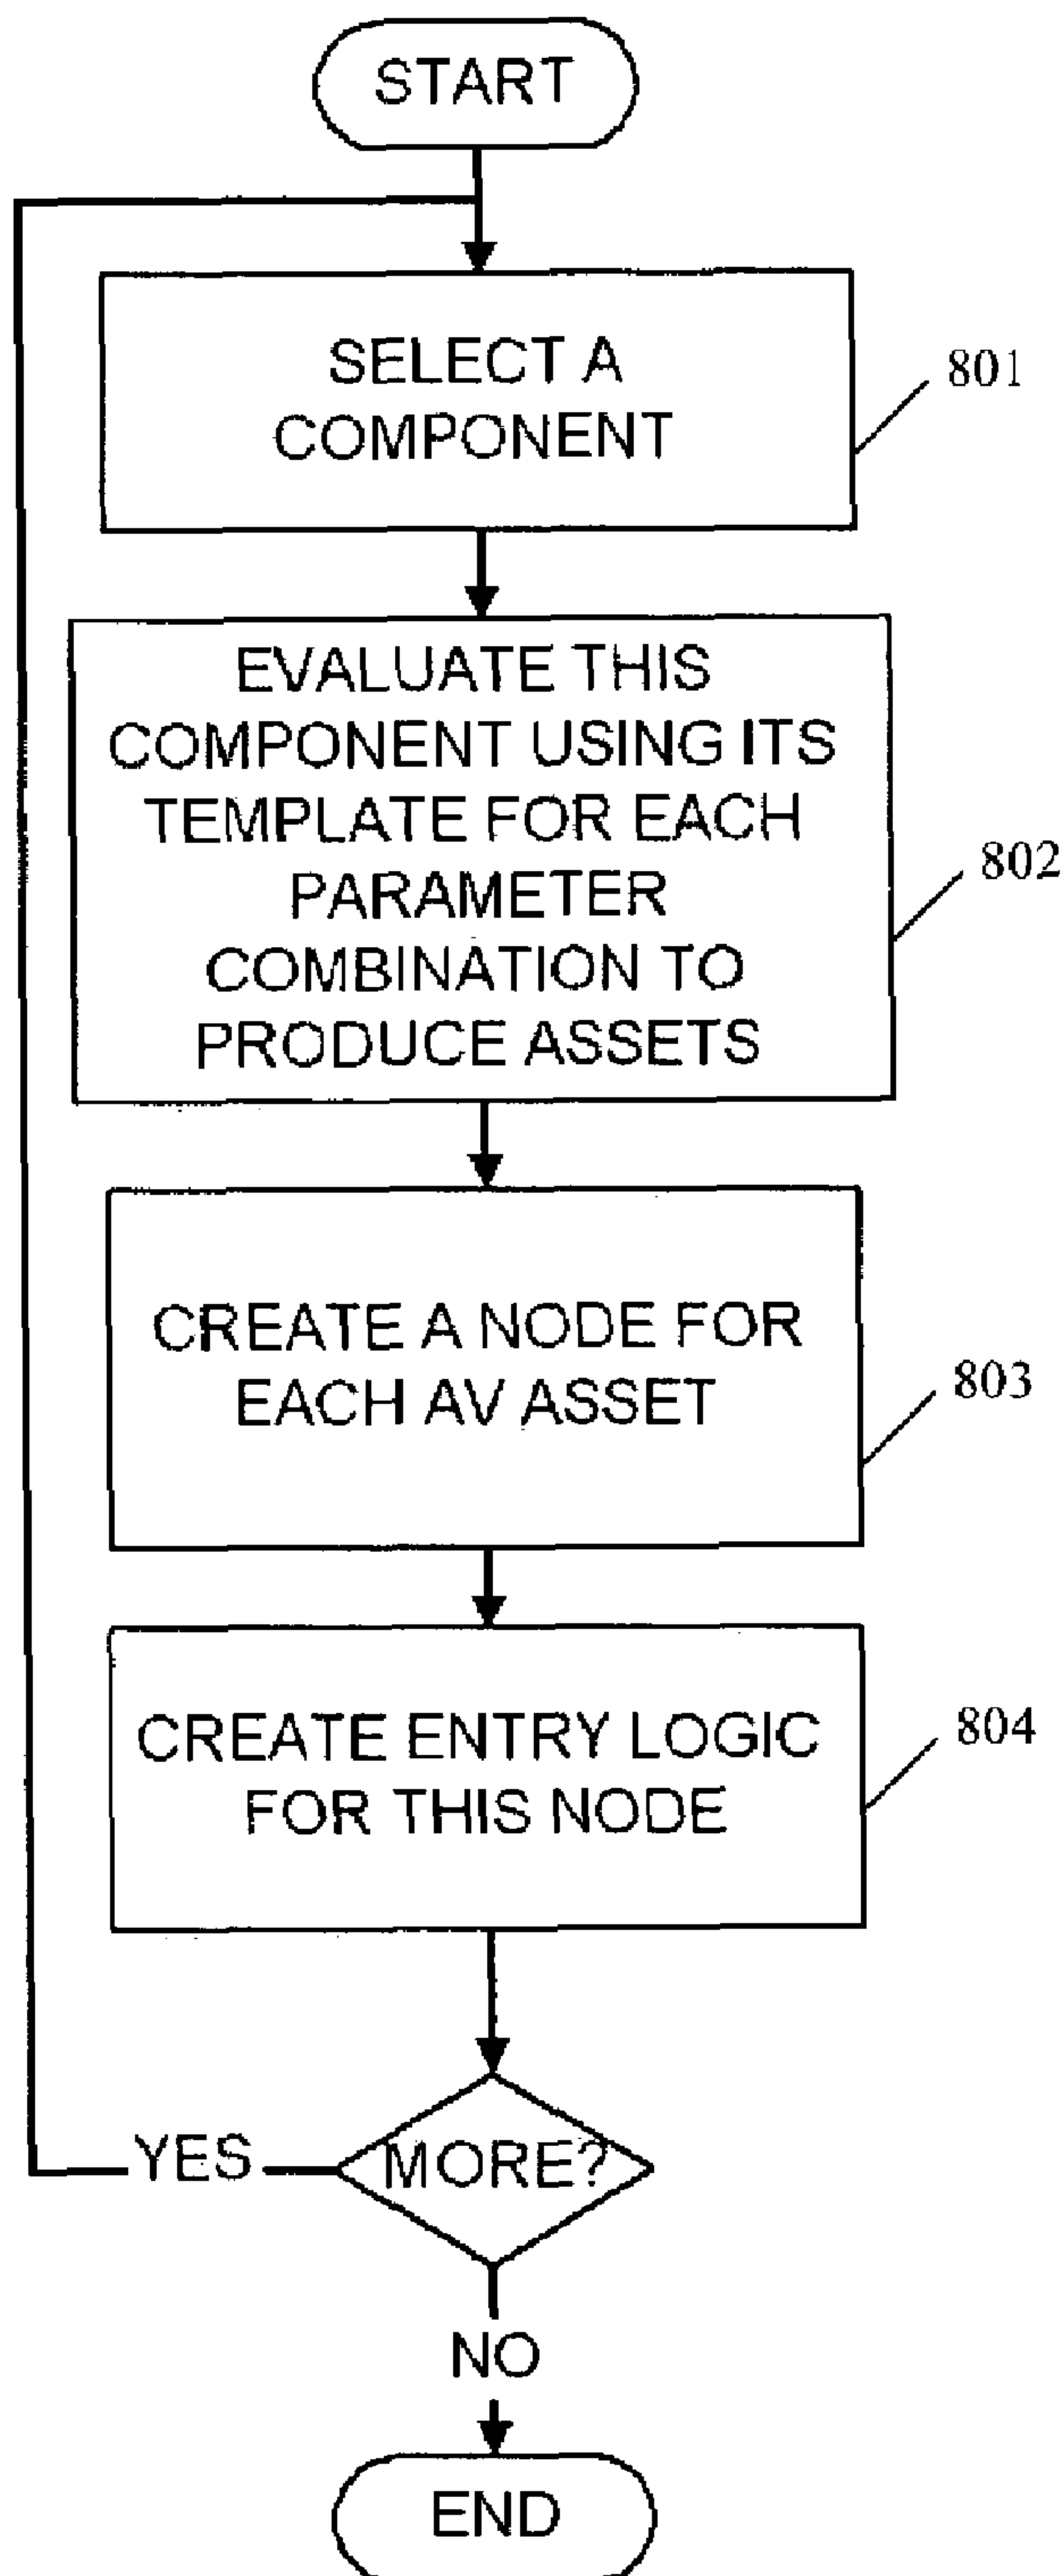 START
SELECT A
COMPONENT
801
EVALUATE THIS
COMPONENT USING ITS
TEMPLATE FOR EACH
PARAMETER
COMBINATION TO
PRODUCE ASSETS
802
CREATE A NODE FOR
EACH AV ASSET
803
CREATE ENTRY LOGIC
FOR THIS NODE
804
MORE?
YES
NO
END